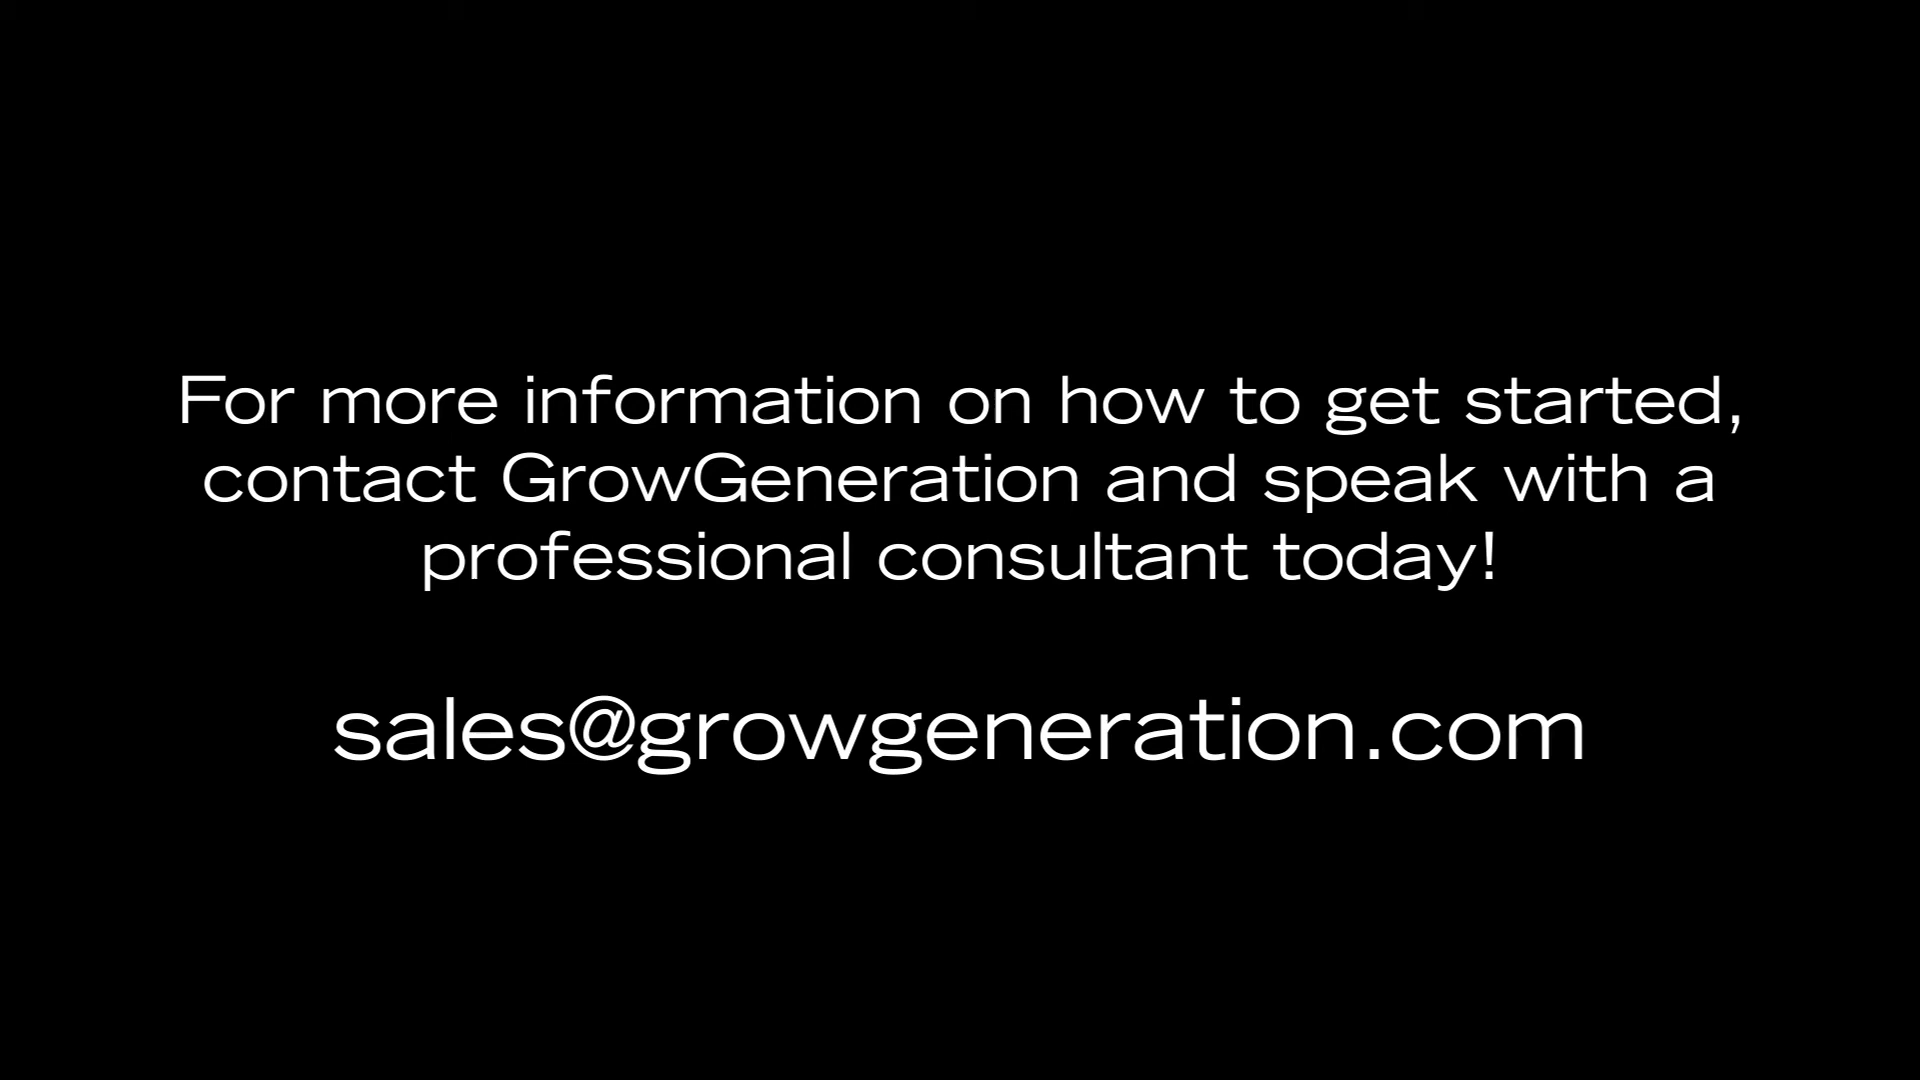 For more information on how to get started,
contact GrowGeneration and speak with a
professional consultant today!
sales@growgeneration.com